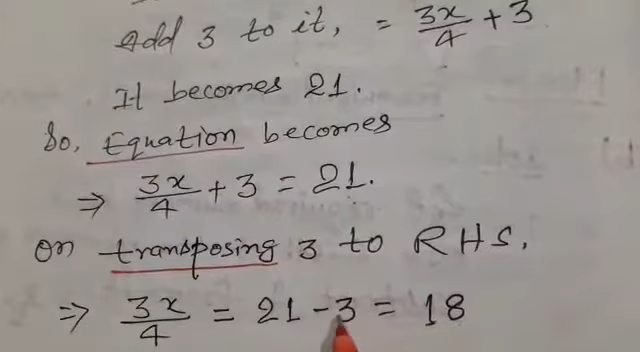 Add 3 to it, = 3x/4 + 3
It becomes 21.
So, Equation becomes
⇒ 3x/4 + 3 = 21.
On transposing 3 to RHS,
⇒ 3x/4 = 21 - 3 = 18